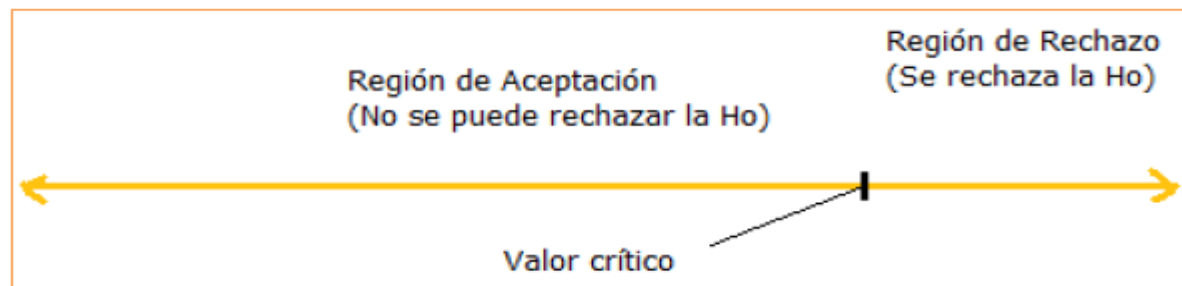 Región de Rechazo
(Se rechaza la Ho)
Región de Aceptación
(No se puede rechazar la Ho)
Valor crítico